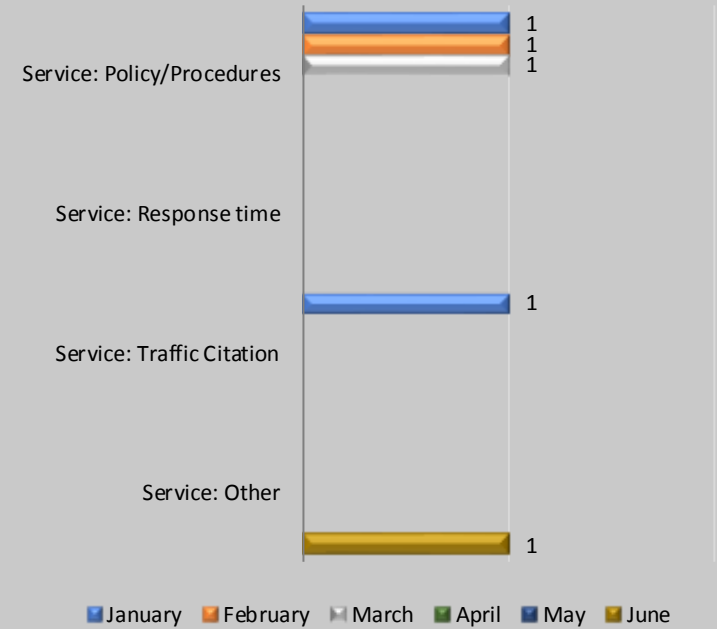 1
1
1
Service: Policy/Procedures
Service: Response time
1
Service: Traffic Citation
Service: Other
1
January February March April May June